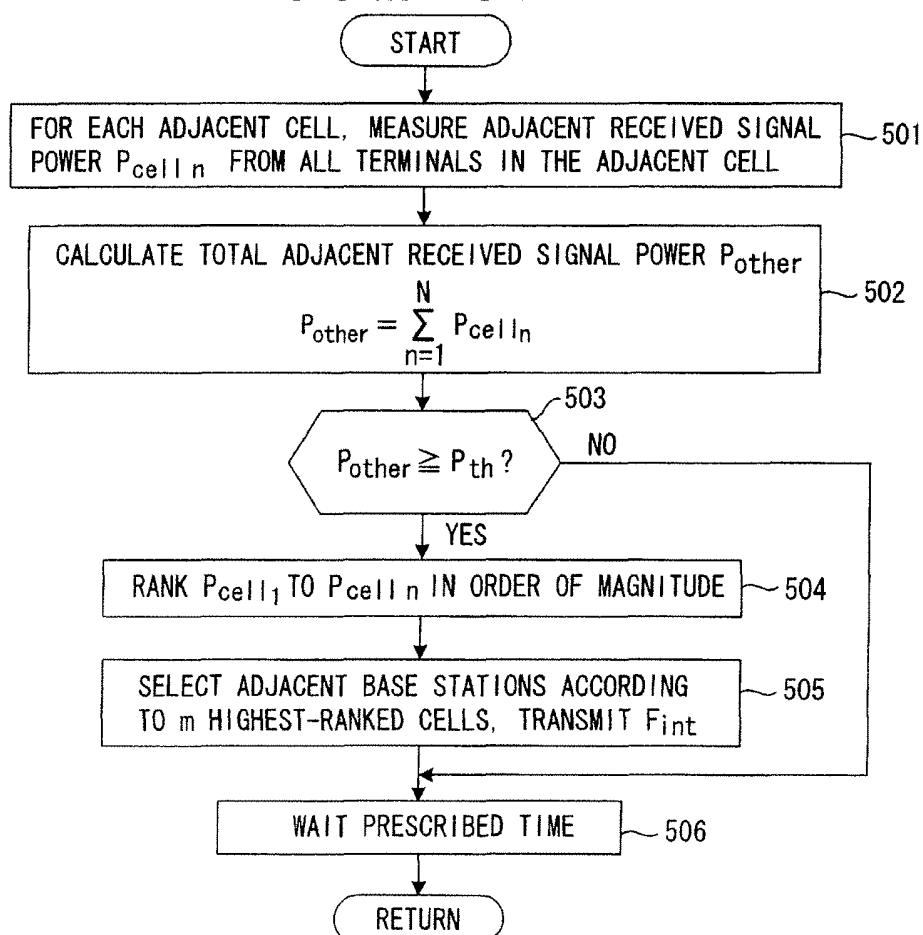 START
FOR EACH ADJACENT CELL, MEASURE ADJACENT RECEIVED SIGNAL
POWER Pcell n FROM ALL TERMINALS IN THE ADJACENT CELL
501
CALCULATE TOTAL ADJACENT RECEIVED SIGNAL POWER Pother
Pother = N Σ n=1 Pcelln
502
503
Pother ≧ Pth ?
NO
YES
RANK Pcell1 TO Pcell n IN ORDER OF MAGNITUDE
504
SELECT ADJACENT BASE STATIONS ACCORDING
TO m HIGHEST-RANKED CELLS, TRANSMIT Fint
505
WAIT PRESCRIBED TIME
506
RETURN